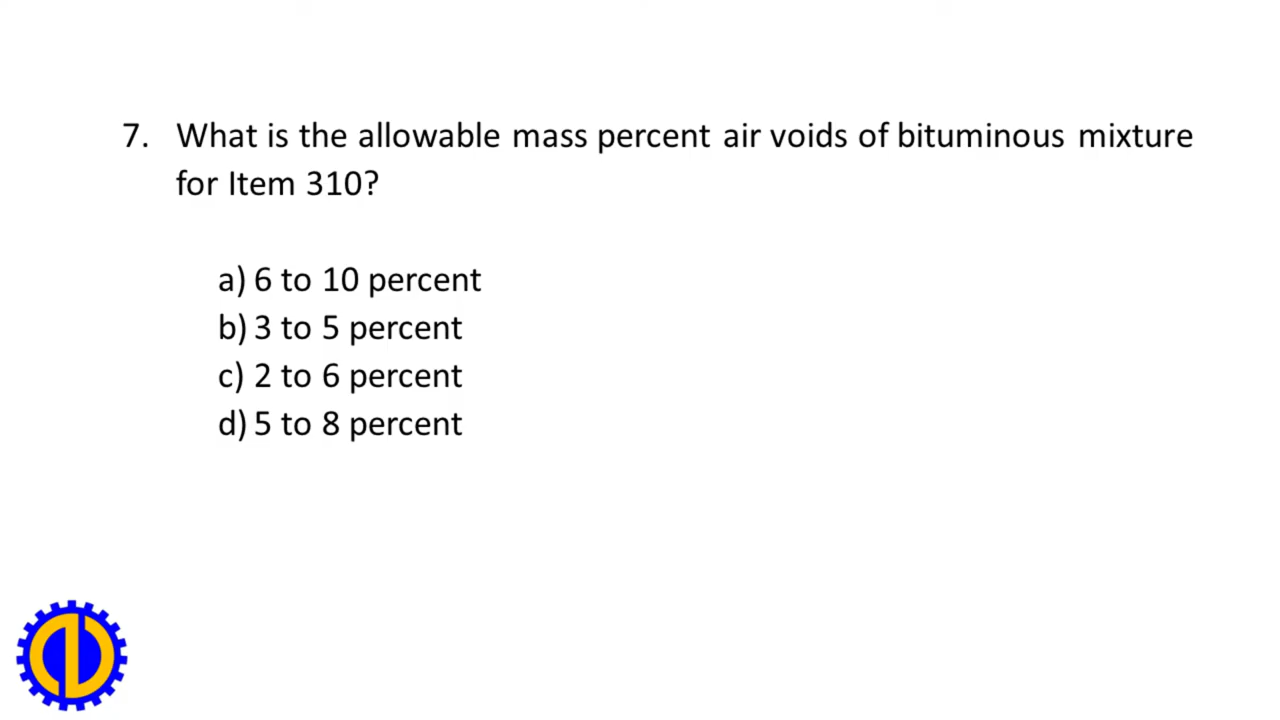 7. What is the allowable mass percent air voids of bituminous mixture
for Item 310?
a) 6 to 10 percent
b) 3 to 5 percent
c) 2 to 6 percent
d) 5 to 8 percent